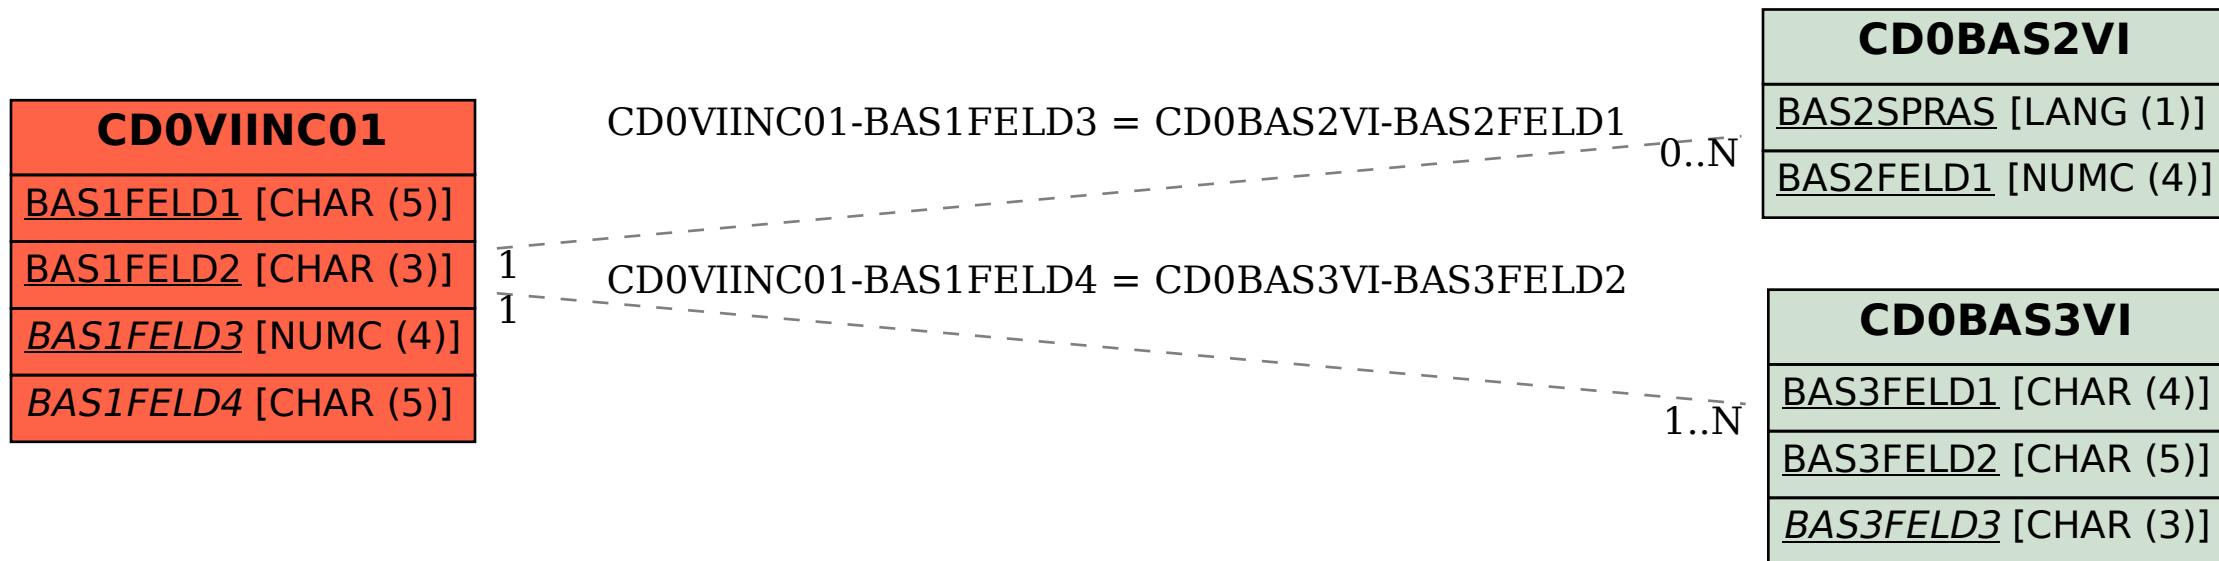 CD0VIINC01
BAS1FELD1 [CHAR (5)]
BAS1FELD2 [CHAR (3)]
BAS1FELD3 [NUMC (4)]
BAS1FELD4 [CHAR (5)]
CD0VIINC01-BAS1FELD3 = CD0BAS2VI-BAS2FELD1
0..N
1
CD0VIINC01-BAS1FELD4 = CD0BAS3VI-BAS3FELD2
1
1..N
CD0BAS2VI
BAS2SPRAS [LANG (1)]
BAS2FELD1 [NUMC (4)]
CD0BAS3VI
BAS3FELD1 [CHAR (4)]
BAS3FELD2 [CHAR (5)]
BAS3FELD3 [CHAR (3)]